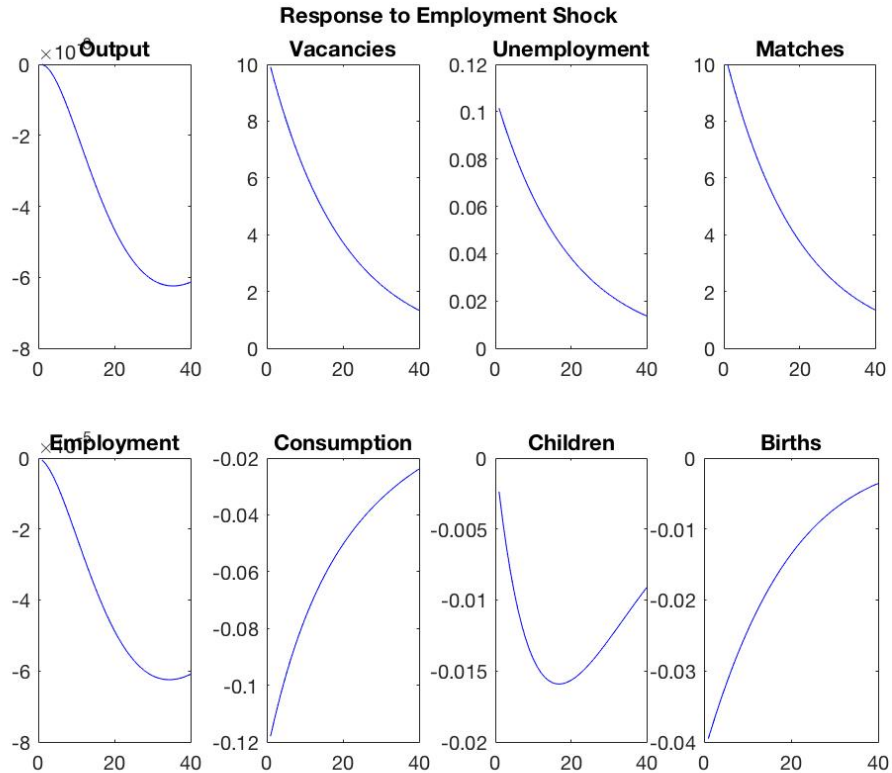 Response to Employment Shock
Output Vacancies Unemployment Matches
0 10 0.12 10
-2 8 0.1 8
-4 6 0.08 6
-6 4 0.06 4
-8 2 0.04 2
0 0.02 0
0
0 20 40 0 20 40 0 20 40 0 20 40
× 10
Employment Consumption Children Births
0 -0.02 0 0
-2 -0.04 -0.005 -0.01
-4 -0.06 -0.01 -0.02
-6 -0.08 -0.015 -0.03
-8 -0.1 -0.02 -0.04
-0.12
0 20 40 0 20 40 0 20 40 0 20 40